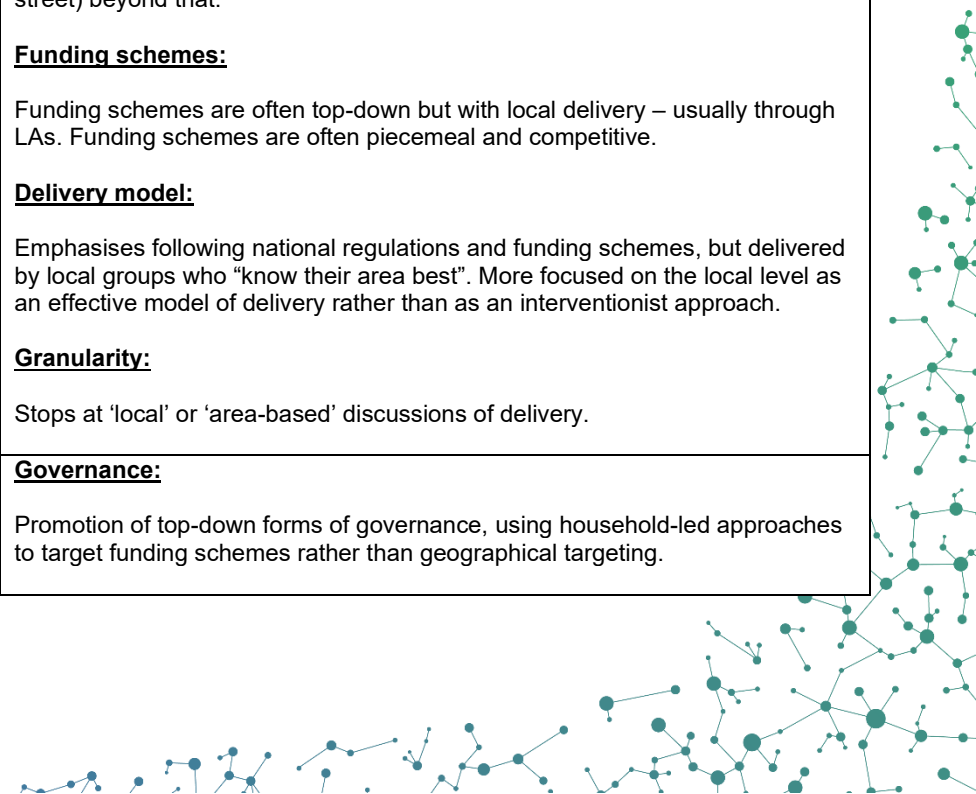 street) beyond that.
Funding schemes:
Funding schemes are often top-down but with local delivery – usually through
LAs. Funding schemes are often piecemeal and competitive.
Delivery model:
Emphasises following national regulations and funding schemes, but delivered
by local groups who “know their area best”. More focused on the local level as
an effective model of delivery rather than as an interventionist approach.
Granularity:
Stops at ‘local’ or ‘area-based’ discussions of delivery.
Governance:
Promotion of top-down forms of governance, using household-led approaches
to target funding schemes rather than geographical targeting.